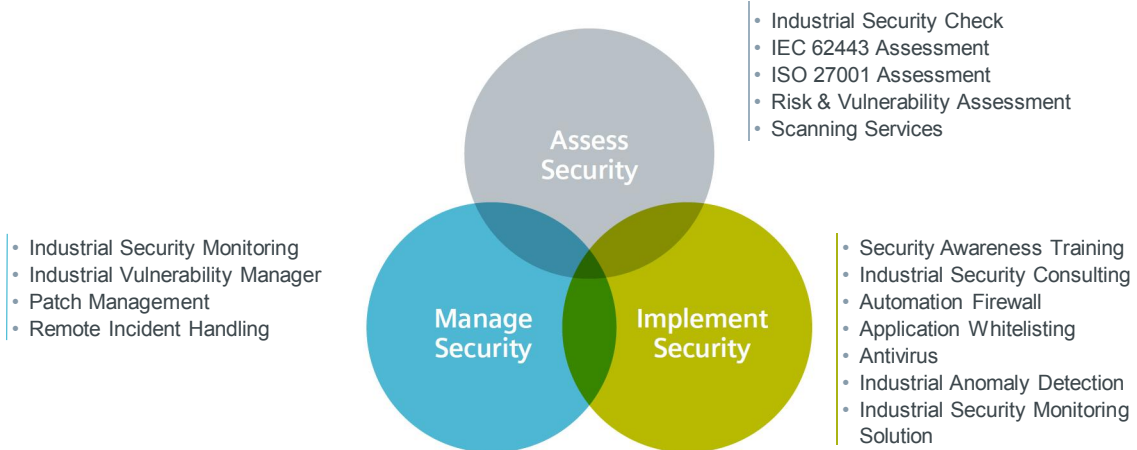 • Industrial Security Check
• IEC 62443 Assessment
• ISO 27001 Assessment
• Risk & Vulnerability Assessment
• Scanning Services
Assess
Security
• Industrial Security Monitoring
• Industrial Vulnerability Manager
• Patch Management
• Remote Incident Handling
Manage
Security
Implement
Security
• Security Awareness Training
• Industrial Security Consulting
• Automation Firewall
• Application Whitelisting
• Antivirus
• Industrial Anomaly Detection
• Industrial Security Monitoring
Solution